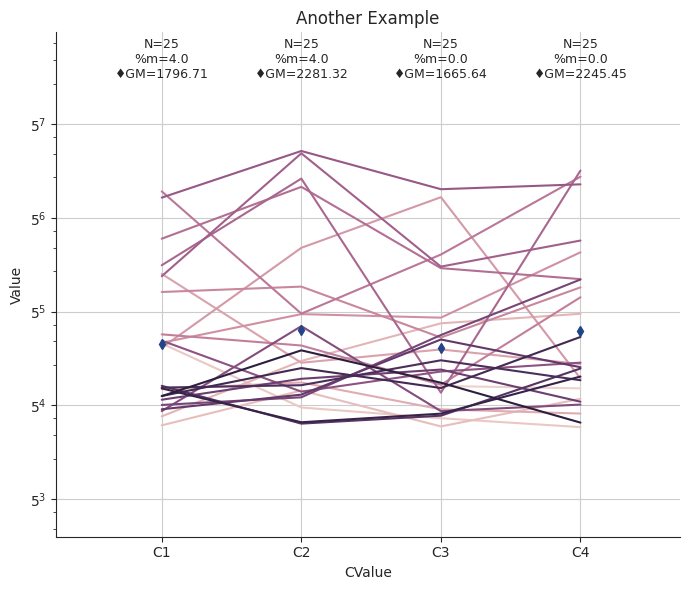 Another Example
N=25 N=25 N=25 N=25
%m=4.0 %m=4.0 %m=0.0 %m=0.0
♦GM=1796.71 ♦GM=2281.32 ♦GM=1665.64 ♦GM=2245.45
5⁷
5⁶
5⁵
5⁴
5³
Value
C1 C2 C3 C4
CValue